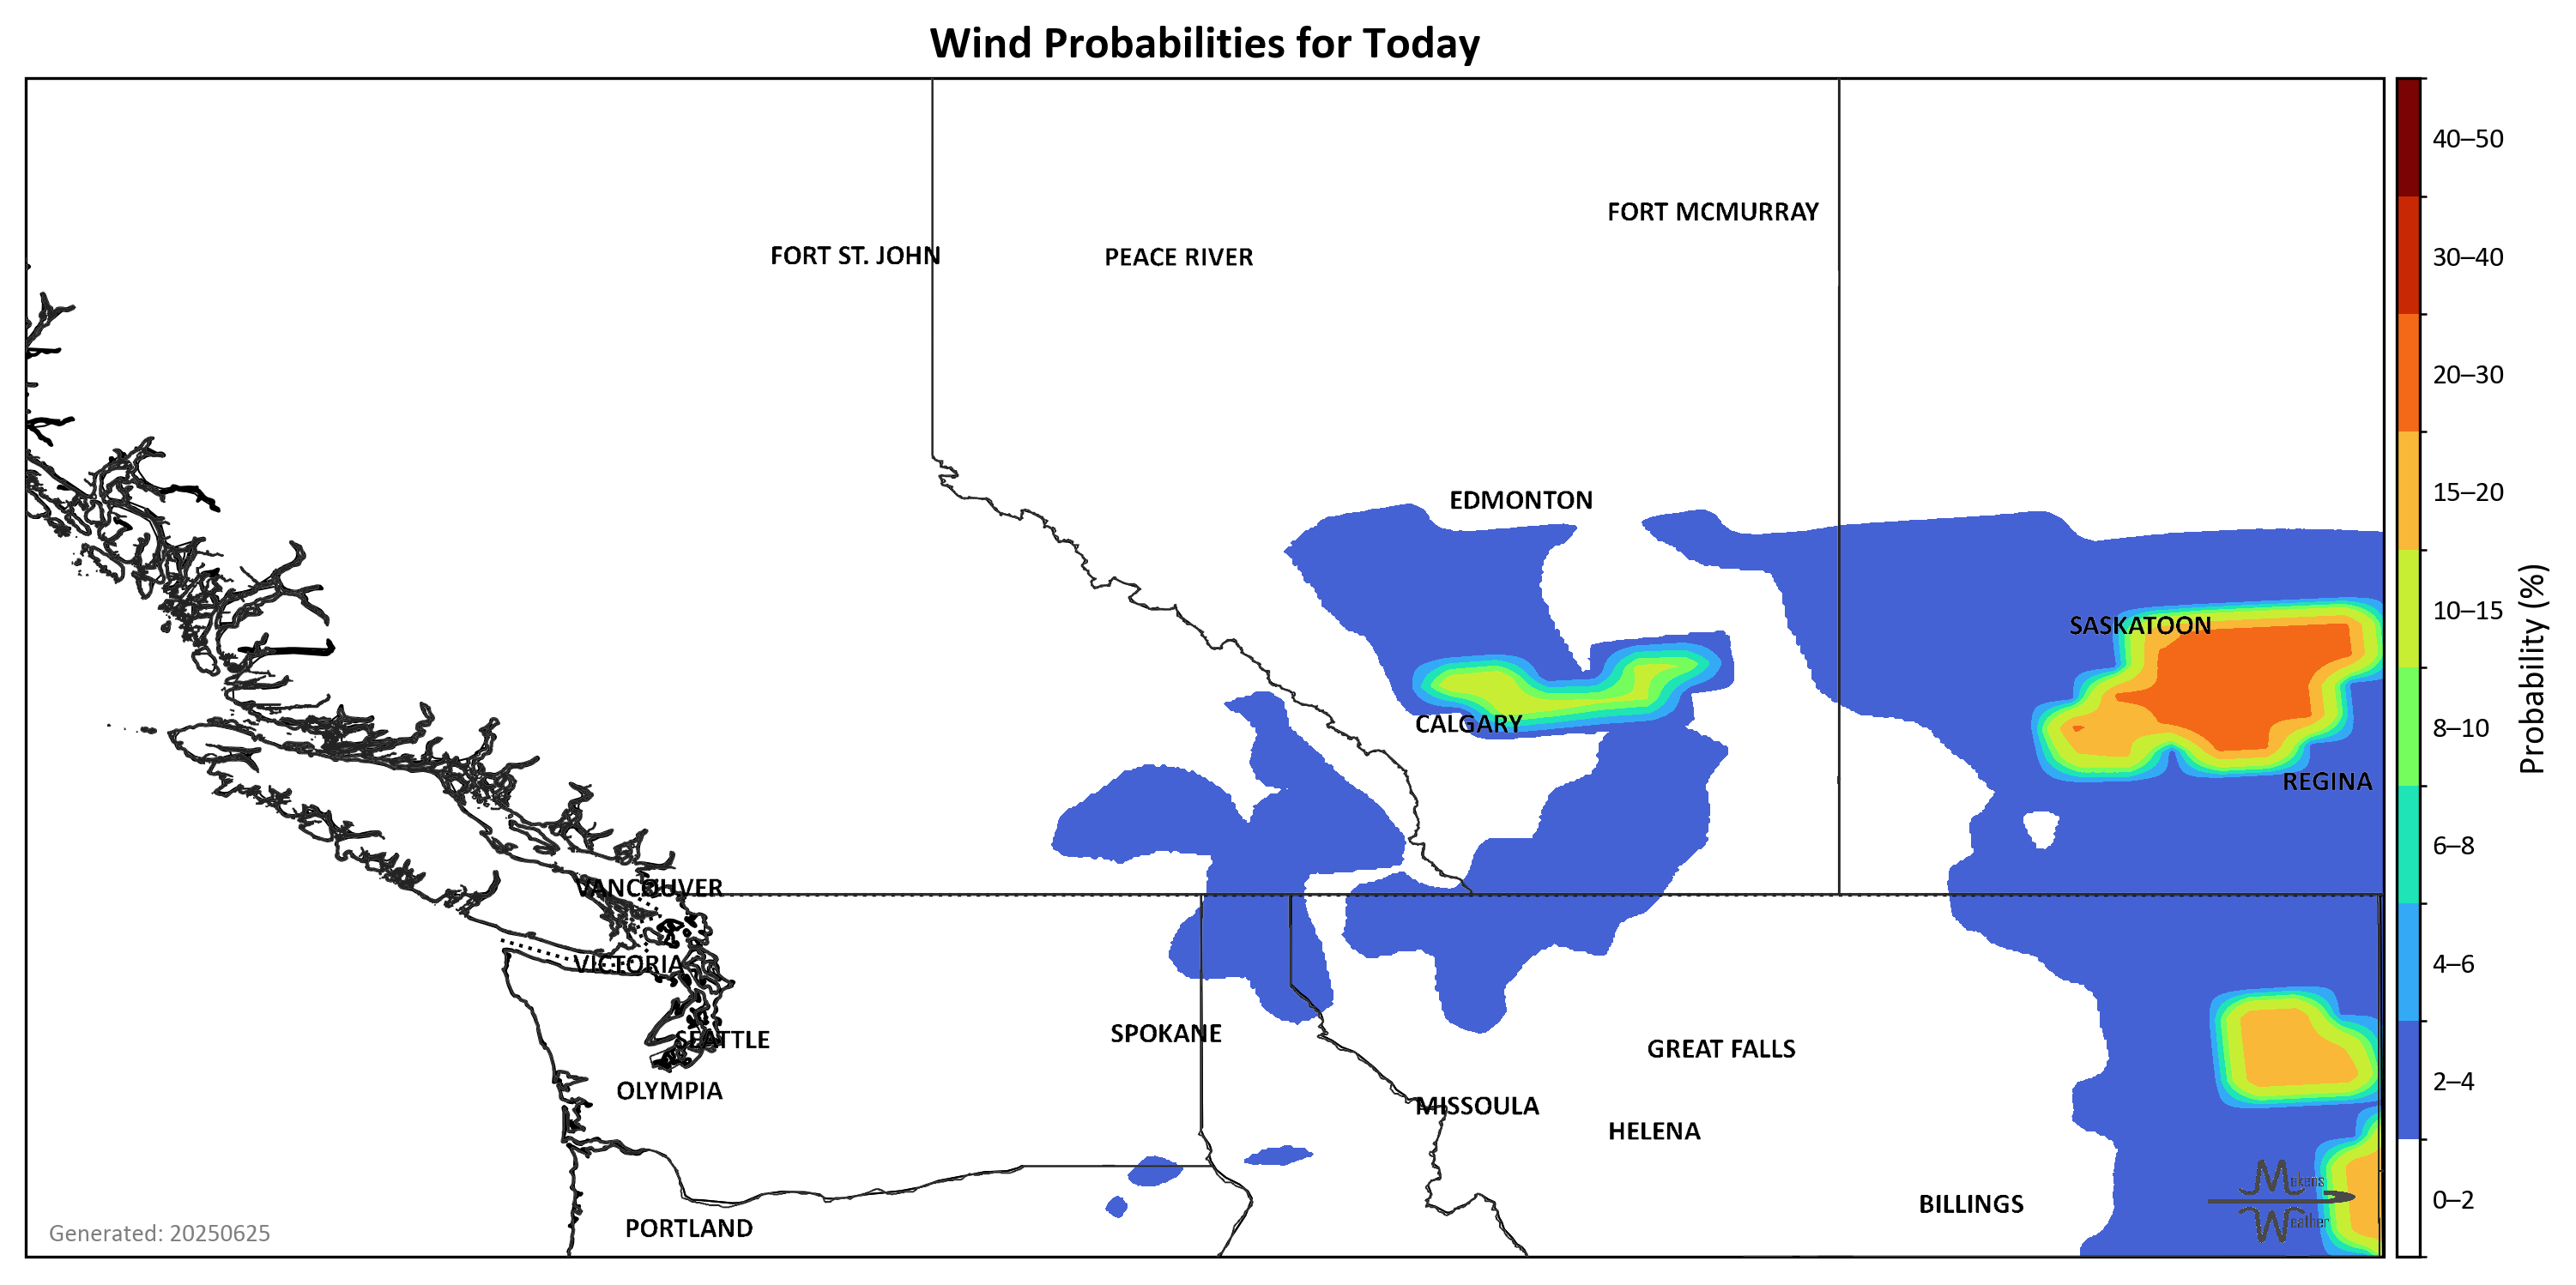 Wind Probabilities for Today
FORT MCMURRAY
FORT ST. JOHN
PEACE RIVER
EDMONTON
SASKATOON
CALGARY
REGINA
VANCOUVER
VICTORIA
SPOKANE
SEATTLE
GREAT FALLS
OLYMPIA
MISSOULA
HELENA
BILLINGS
PORTLAND
Generated: 20250625
Weather
40–50
30–40
20–30
15–20
10–15
8–10
6–8
4–6
2–4
0–2
Probability (%)